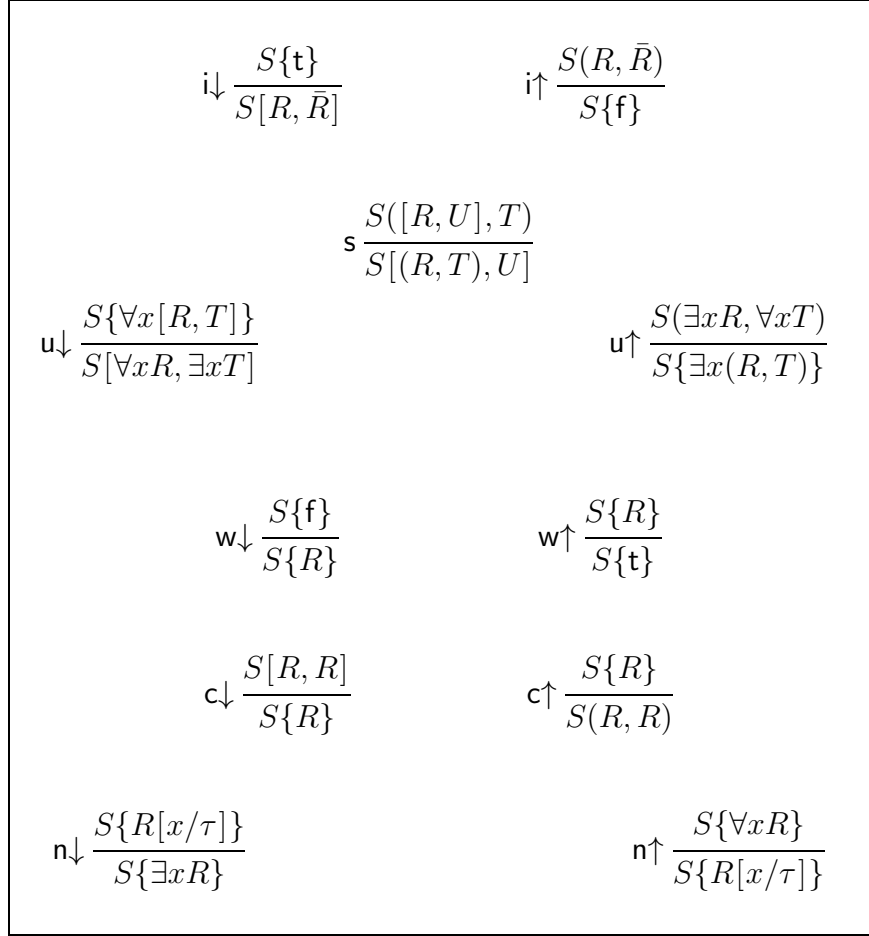 i↓ S{t} / S[R, R̄] i↑ S(R, R̄) / S{f}
s S([R, U], T) / S[(R, T), U]
u↓ S{∀x[R, T]} / S[∀xR, ∃xT] u↑ S(∃xR, ∀xT) / S{∃x(R, T)}
w↓ S{f} / S{R} w↑ S{R} / S{t}
c↓ S[R, R] / S{R} c↑ S{R} / S(R, R)
n↓ S{R[x/τ]} / S{∃xR} n↑ S{∀xR} / S{R[x/τ]}